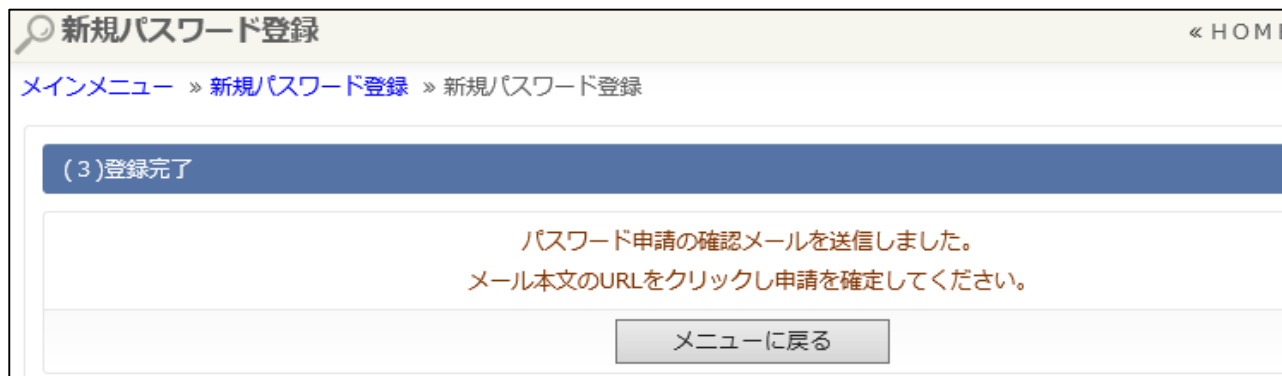 新規パスワード登録
« HOME
メインメニュー » 新規パスワード登録 » 新規パスワード登録
(3)登録完了
パスワード申請の確認メールを送信しました。
メール本文のURLをクリックし申請を確定してください。
メニューに戻る